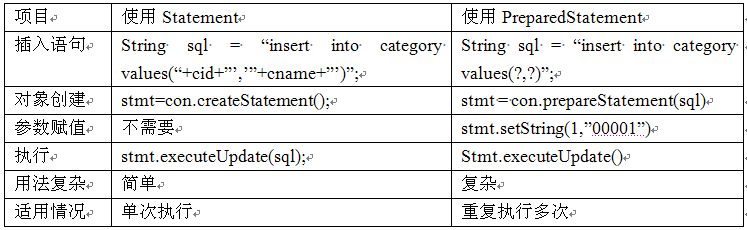 项目 使用 Statement 使用 PreparedStatement
插入语句 String sql = “insert into category String sql = “insert into category
values(“+cid+”’,’”+cname+”’)”; values(?,?)”;
对象创建 stmt=con.createStatement(); stmt=con.prepareStatement(sql)
参数赋值 不需要 stmt.setString(1,”00001”)
执行 stmt.executeUpdate(sql); Stmt.executeUpdate()
用法复杂 简单 复杂
适用情况 单次执行 重复执行多次